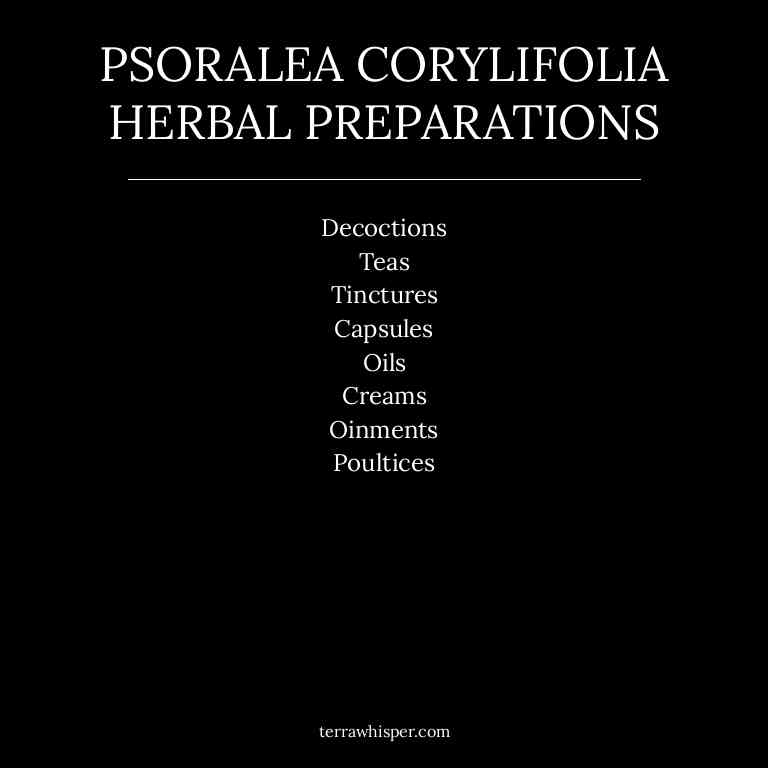 PSORALEA CORYLIFOLIA
HERBAL PREPARATIONS
Decoctions
Teas
Tinctures
Capsules
Oils
Creams
Oinments
Poultices
terrawhisper.com